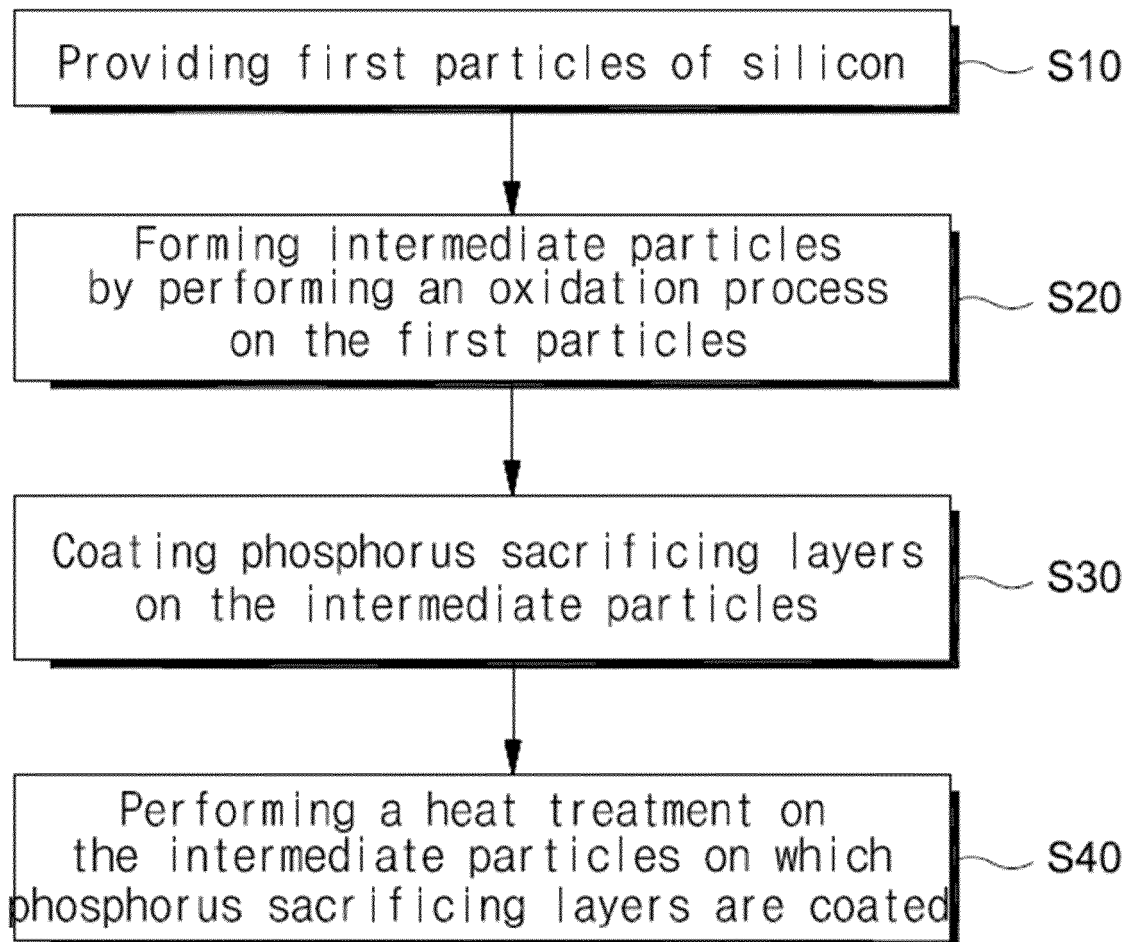 Providing first particles of silicon
S10
Forming intermediate particles
by performing an oxidation process
on the first particles
S20
Coating phosphorus sacrificing layers
on the intermediate particles
S30
Performing a heat treatment on
the intermediate particles on which
phosphorus sacrificing layers are coated
S40